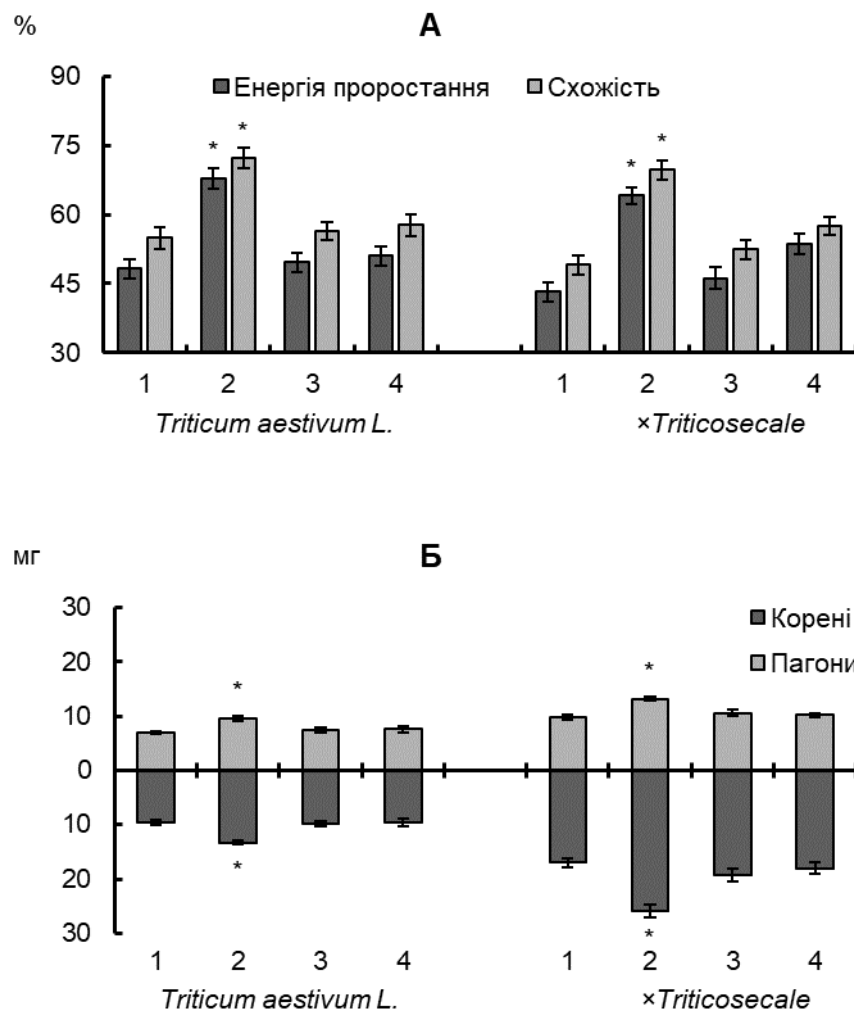 %
А
90
Енергія проростання Схожість
75
* * * *
60
45
30
1 2 3 4 1 2 3 4
Triticum aestivum L. ×Triticosecale
мг
Б
30
Корені
20
Пагони
* *
10
0
10
* 
20
30
*
1 2 3 4 1 2 3 4
Triticum aestivum L. ×Triticosecale